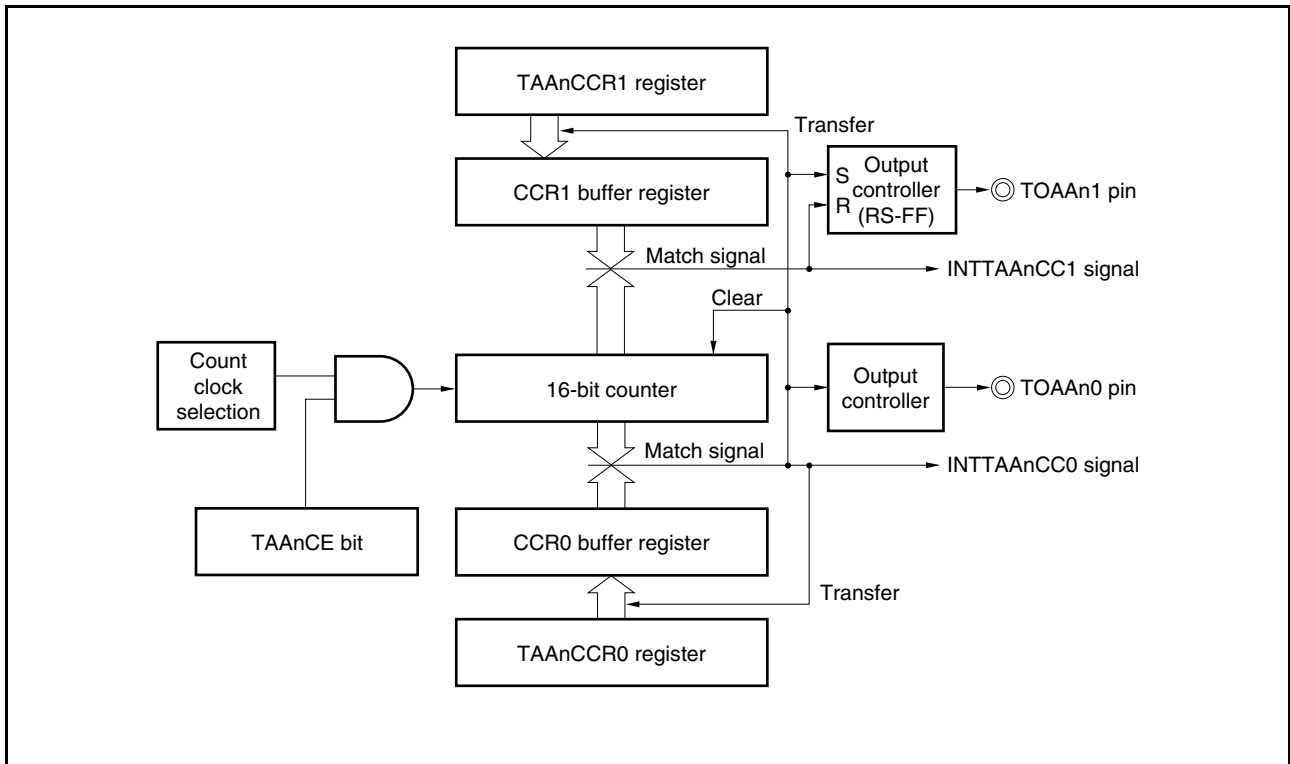 TAAnCCR1 register
Transfer
CCR1 buffer register
S
R
Output
controller
(RS-FF)
TOAAn1 pin
Match signal
INTTAAnCC1 signal
Clear
Count
clock
selection
16-bit counter
Output
controller
TOAAn0 pin
Match signal
INTTAAnCC0 signal
TAAnCE bit
CCR0 buffer register
Transfer
TAAnCCR0 register